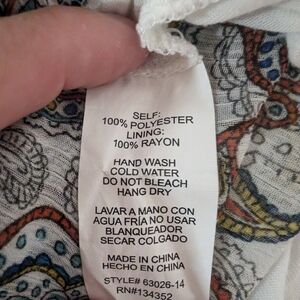 SELF:
100% POLYESTER
LINING:
100% RAYON
HAND WASH
COLD WATER
DO NOT BLEACH
HANG DRY
LAVAR A MANO CON
AGUA FRIA NO USAR
BLANQUEADOR
SECAR COLGADO
MADE IN CHINA
HECHO EN CHINA
STYLE# 63026-14
RN#134352